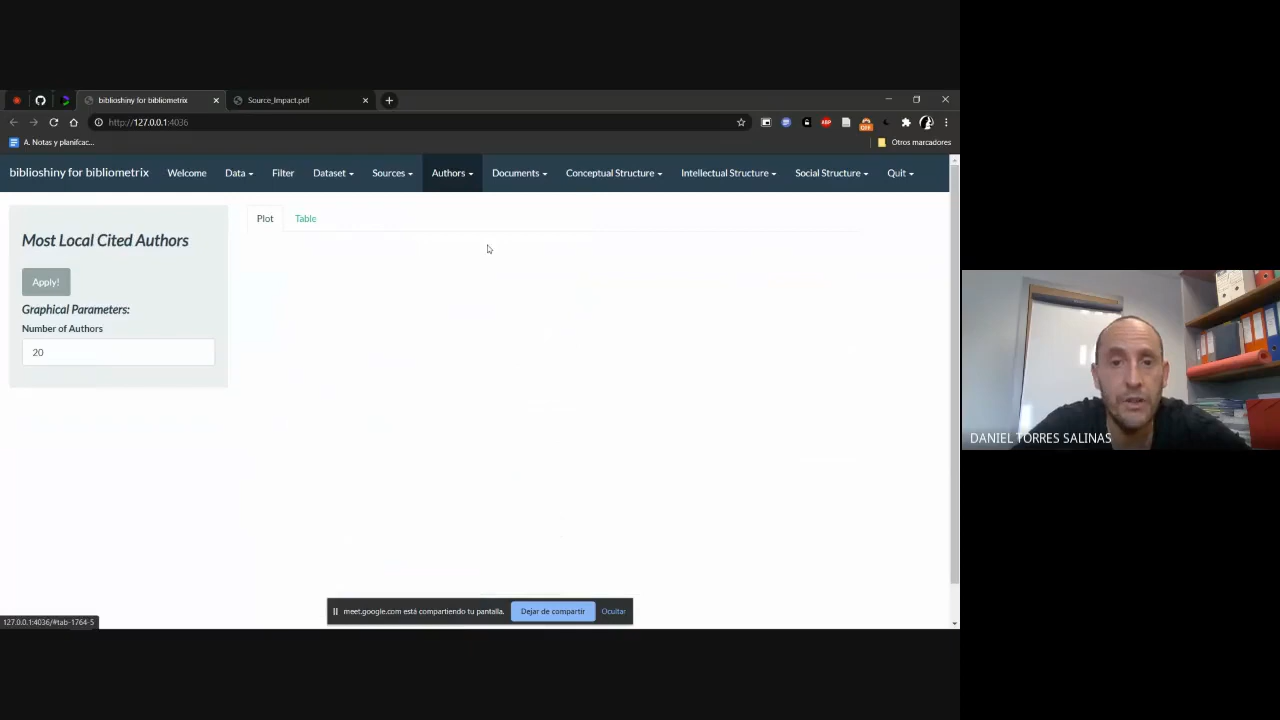 biblioshiny for bibliometrix
Source_Impact.pdf
http://127.0.0.1:4036
A. Notas y planifcac...
Otros marcadores
biblioshiny for bibliometrix Welcome Data Filter Dataset Sources Authors Documents Conceptual Structure Intellectual Structure Social Structure Quit
Most Local Cited Authors
Apply!
Graphical Parameters:
Number of Authors
20
Plot Table
DANIEL TORRES SALINAS
meet.google.com está compartiendo tu pantalla. Dejar de compartir Ocultar
127.0.0.1:4036/#tab-1764-5